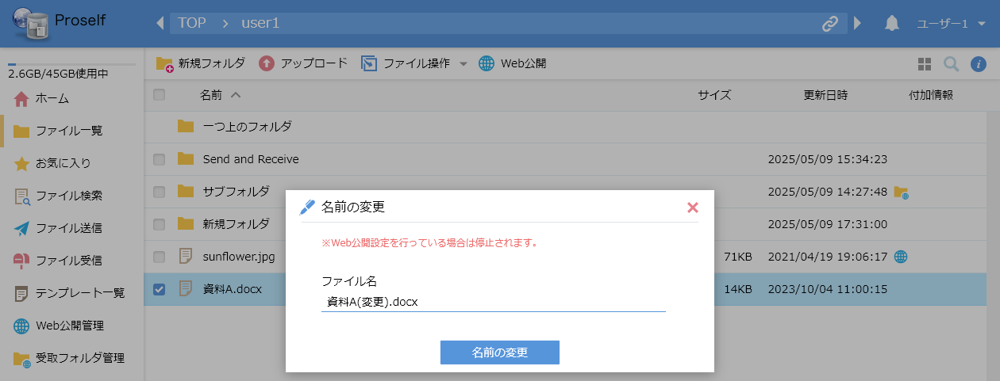 Proself
TOP > user1
ユーザー1
2.6GB/45GB使用中
ホーム
ファイル一覧
お気に入り
ファイル検索
ファイル送信
ファイル受信
テンプレート一覧
Web公開管理
受取フォルダ管理
新規フォルダ アップロード ファイル操作 Web公開
名前 サイズ 更新日時 付加情報
一つ上のフォルダ
Send and Receive 2025/05/09 15:34:23
サブフォルダ 2025/05/09 14:27:48
新規フォルダ 2025/05/09 17:31:00
sunflower.jpg 71KB 2021/04/19 19:06:17
資料A.docx 14KB 2023/10/04 11:00:15
名前の変更
※Web公開設定を行っている場合は停止されます。
ファイル名
資料A(変更).docx
名前の変更